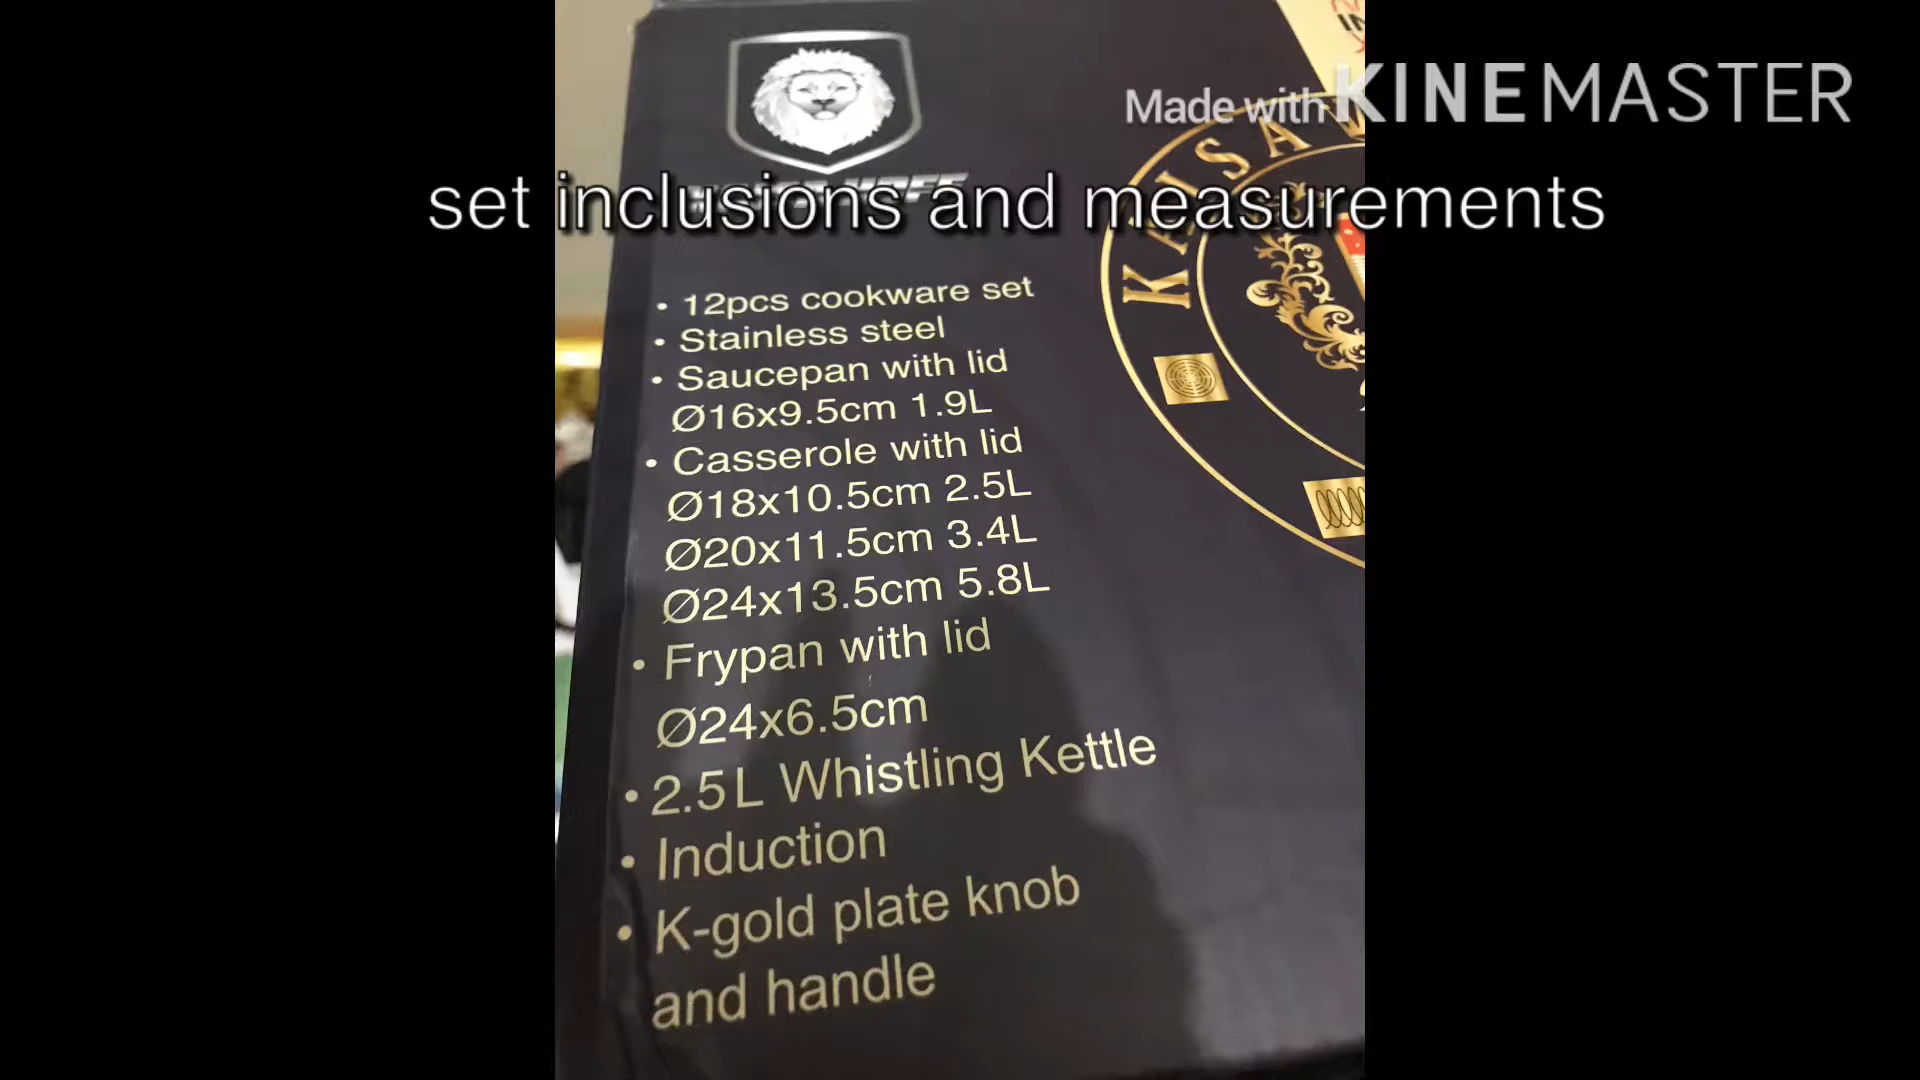 Made with KINEMASTER
set inclusions and measurements
• 12pcs cookware set
• Stainless steel
• Saucepan with lid
Ø16x9.5cm 1.9L
• Casserole with lid
Ø18x10.5cm 2.5L
Ø20x11.5cm 3.4L
Ø24x13.5cm 5.8L
• Frypan with lid
Ø24x6.5cm
• 2.5L Whistling Kettle
• Induction
• K-gold plate knob
and handle